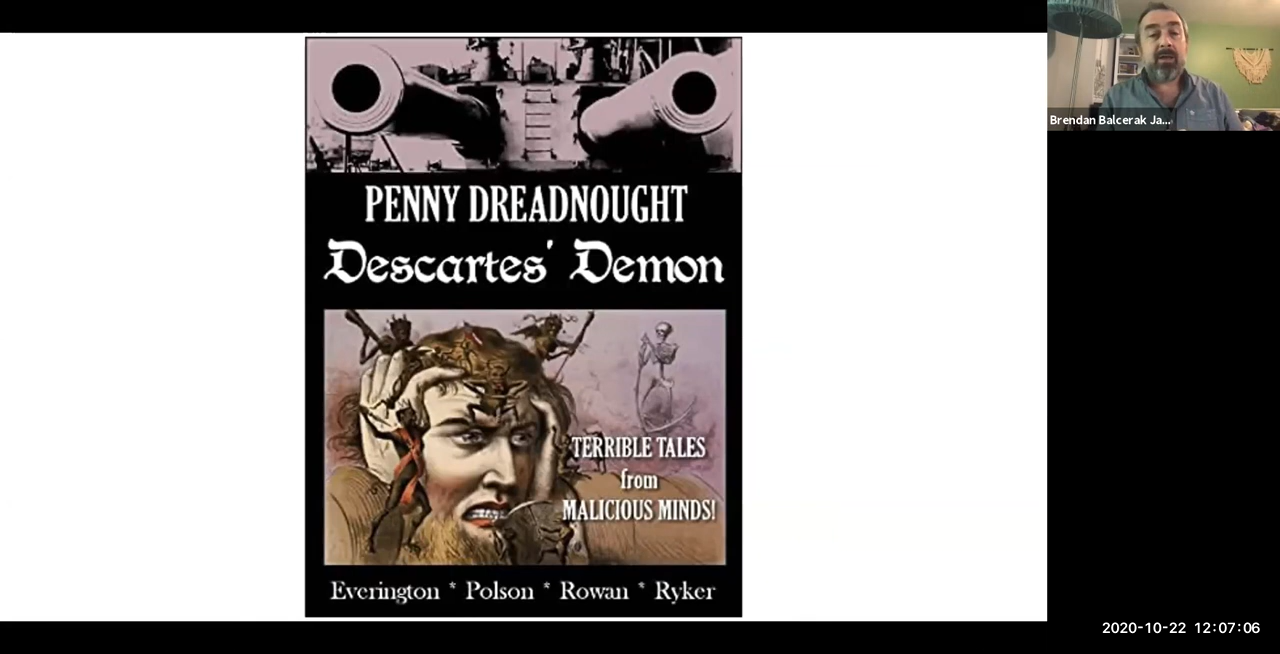 PENNY DREADNOUGHT
Descartes' Demon
TERRIBLE TALES
from
MALICIOUS MINDS!
Everington * Polson * Rowan * Ryker
Brendan Balcerak Ja...
2020-10-22 12:07:06